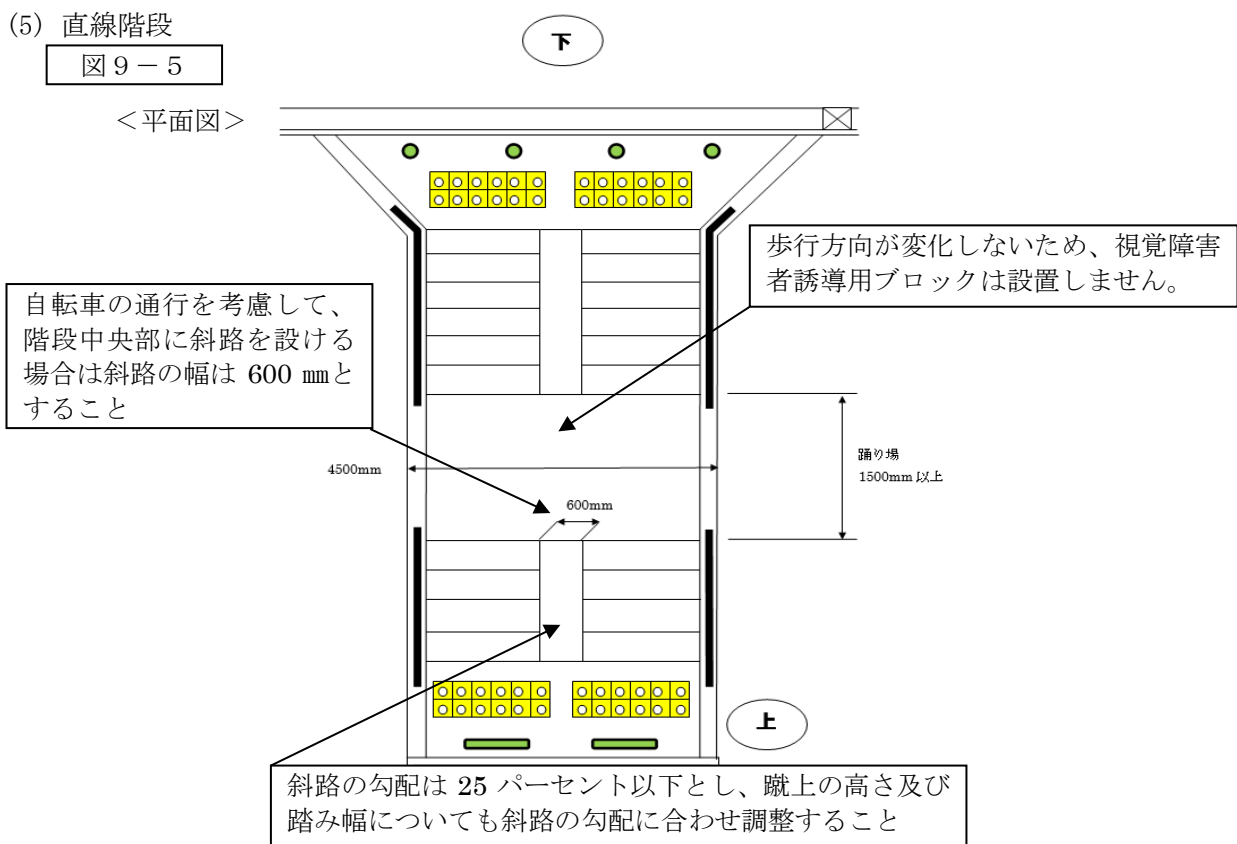 (5) 直線階段
図９－５
＜平面図＞
下
歩行方向が変化しないため、視覚障害
者誘導用ブロックは設置しません。
自転車の通行を考慮して、
階段中央部に斜路を設ける
場合は斜路の幅は 600 ㎜と
すること
4500mm
踊り場
1500mm 以上
600mm
上
斜路の勾配は 25 パーセント以下とし、蹴上の高さ及び
踏み幅についても斜路の勾配に合わせ調整すること